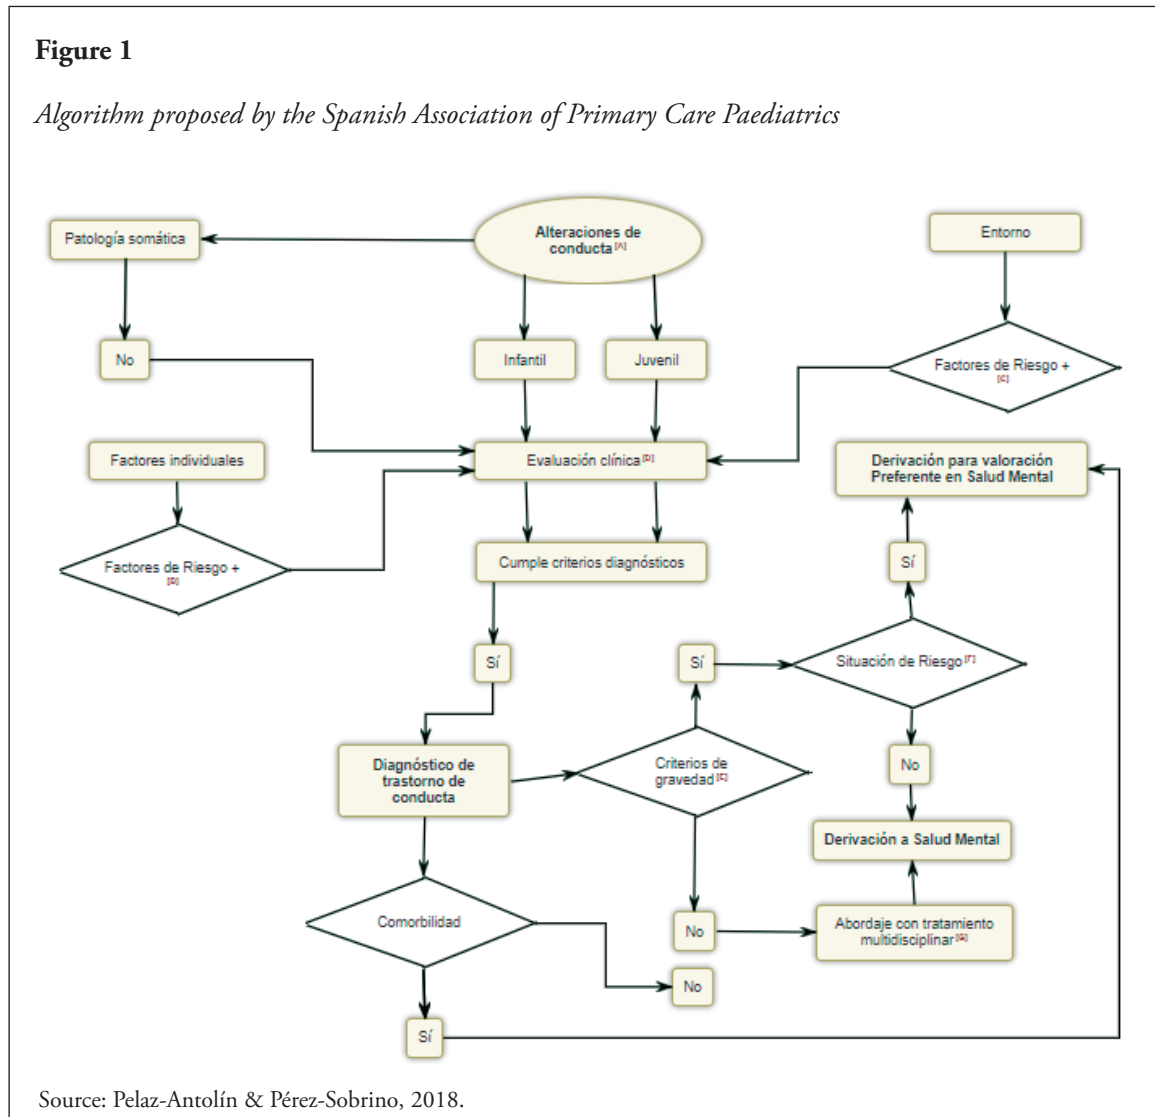 Figure 1
Algorithm proposed by the Spanish Association of Primary Care Paediatrics
Patología somática
Alteraciones de
conducta[A]
Entorno
No
Infantil
Juvenil
Factores de Riesgo +
[C]
Factores individuales
Evaluación clínica
Derivación para valoración
Preferente en Salud Mental
Factores de Riesgo +
Cumple criterios diagnósticos
Sí
Sí
Sí
Situación de Riesgo
Diagnóstico de
trastorno de
conducta
Criterios de
gravedad[E]
No
Derivación a Salud Mental
Comorbilidad
No
Abordaje con tratamiento
multidisciplinar[G]
No
Sí
Source: Pelaz-Antolín & Pérez-Sobrino, 2018.